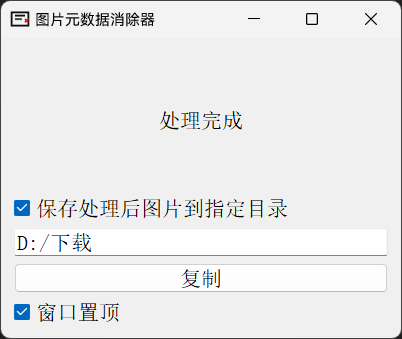 图片元数据消除器
处理完成
保存处理后图片到指定目录
D:/下载
复制
窗口置顶